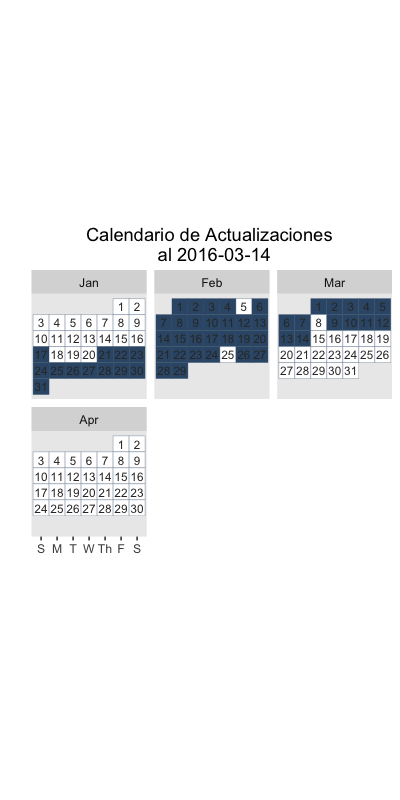 Calendario de Actualizaciones
al 2016-03-14
Jan Feb Mar
1 2 1 2 3 4 5 6 1 2 3 4 5
3 4 5 6 7 8 9 7 8 9 10 11 12 13 6 7 8 9 10 11 12
10 11 12 13 14 15 16 14 15 16 17 18 19 20 13 14 15 16 17 18 19
17 18 19 20 21 22 23 21 22 23 24 25 26 27 20 21 22 23 24 25 26
24 25 26 27 28 29 30 28 29 27 28 29 30 31
31
Apr
1 2
3 4 5 6 7 8 9
10 11 12 13 14 15 16
17 18 19 20 21 22 23
24 25 26 27 28 29 30
S M T W Th F S